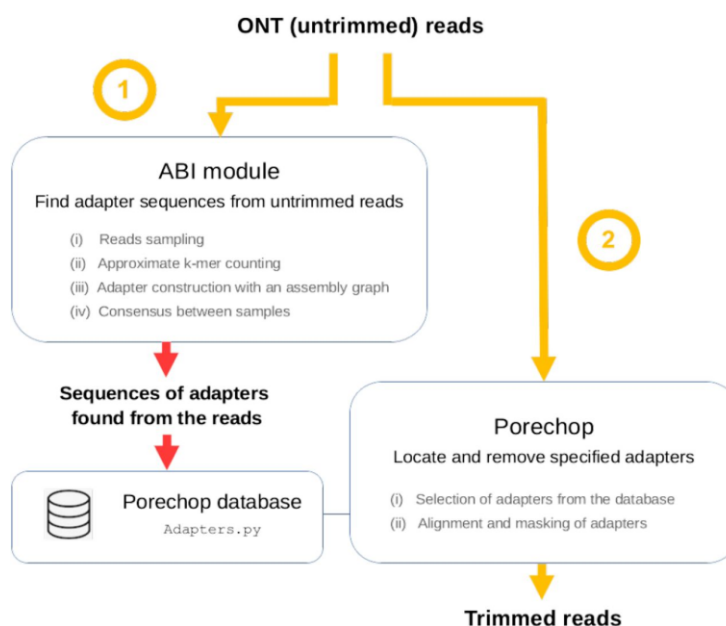 ONT (untrimmed) reads
1
ABI module
Find adapter sequences from untrimmed reads
(i) Reads sampling
(ii) Approximate k-mer counting
(iii) Adapter construction with an assembly graph
(iv) Consensus between samples
2
Sequences of adapters
found from the reads
Porechop database
Adapters.py
Porechop
Locate and remove specified adapters
(i) Selection of adapters from the database
(ii) Alignment and masking of adapters
Trimmed reads